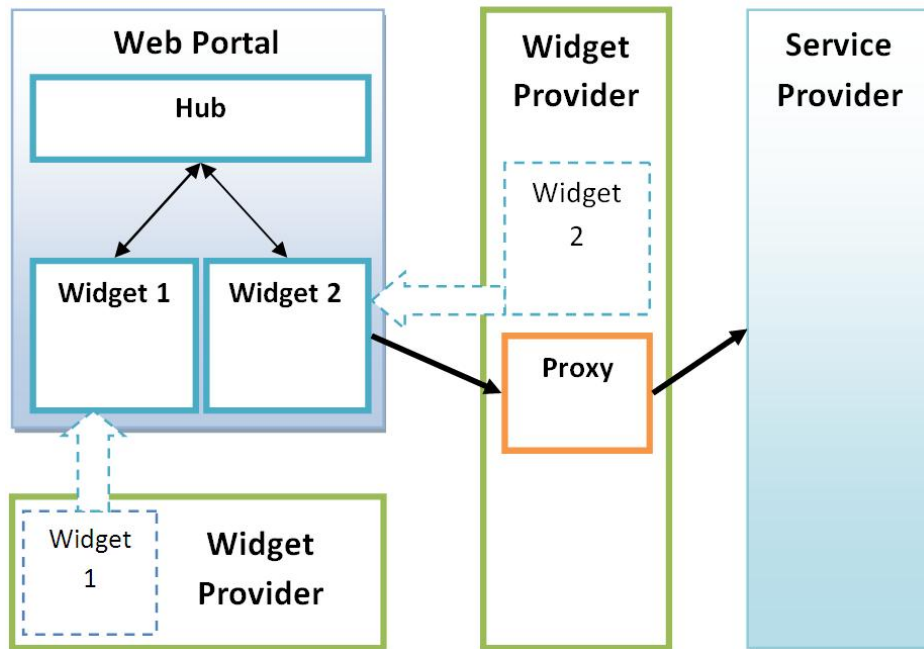 Web Portal
Hub
Widget 1
Widget 2
Widget
1
Widget
Provider
Widget
Provider
Widget
2
Proxy
Service
Provider